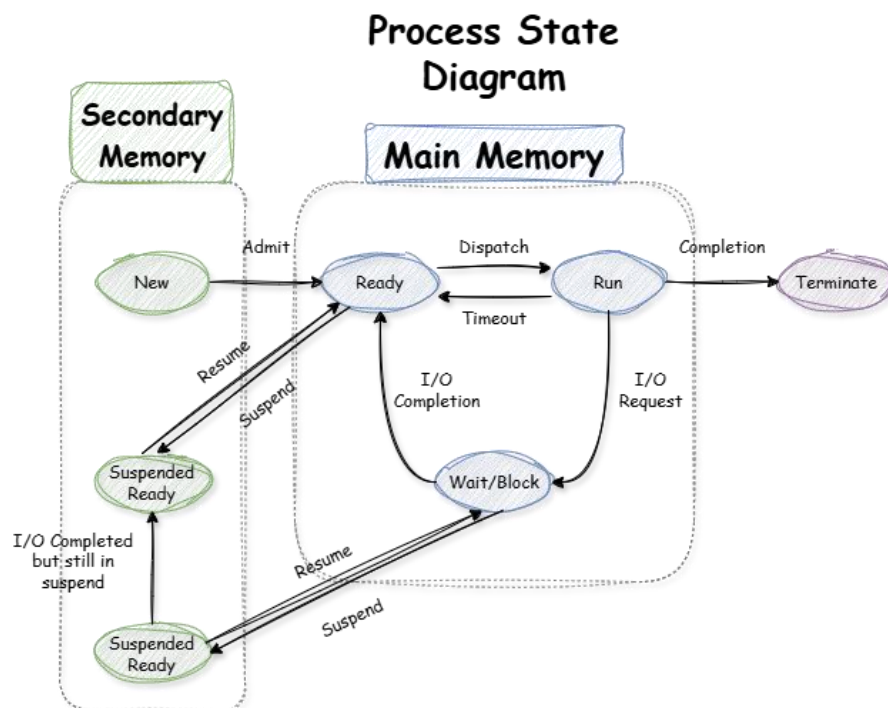 Process State
Diagram
Secondary
Memory
Main Memory
New
Admit
Ready
Dispatch
Timeout
Run
Completion
Terminate
Resume
Suspend
I/O
Completion
I/O
Request
Suspended
Ready
Wait/Block
I/O Completed
but still in
suspend
Resume
Suspend
Suspended
Ready